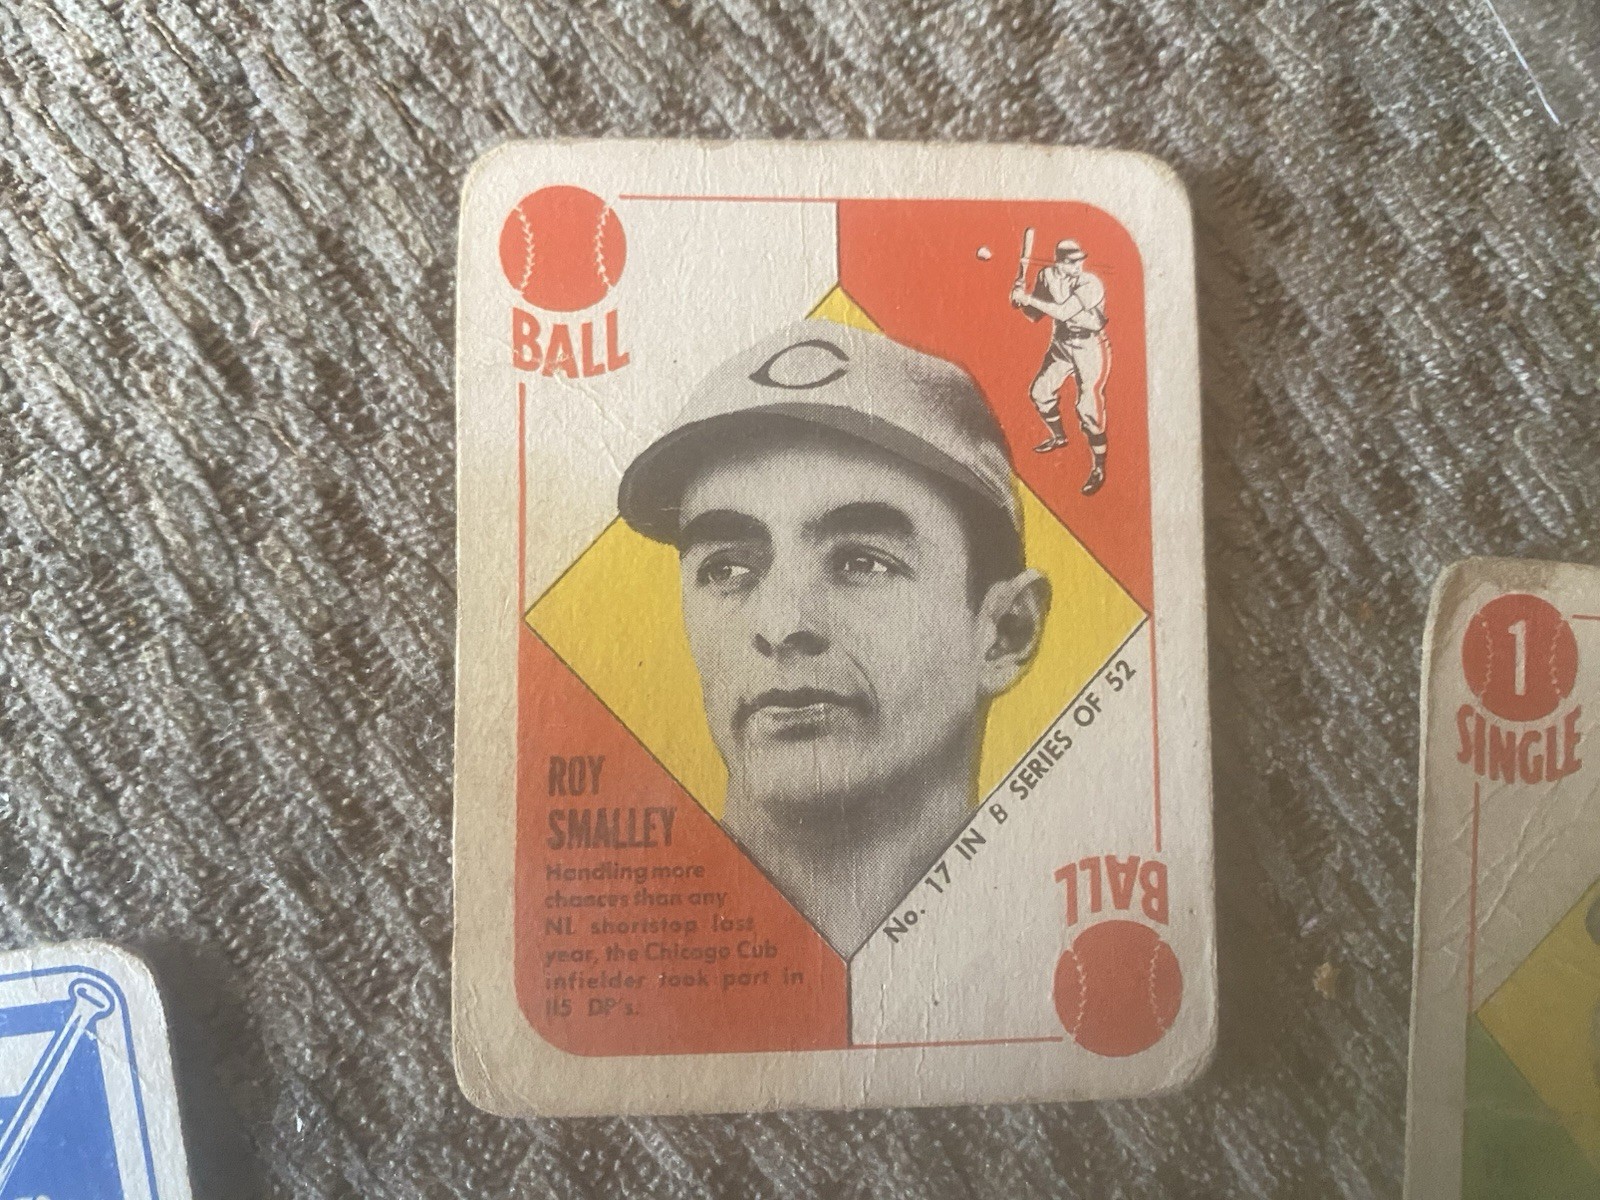 BALL
C
ROY
SMALLEY
Handling more
chances than any
NL shortstop last
year, the Chicago Cub
infielder took part in
115 DP's.
No. 17 IN B SERIES OF 52
BALL
1
SINGLE